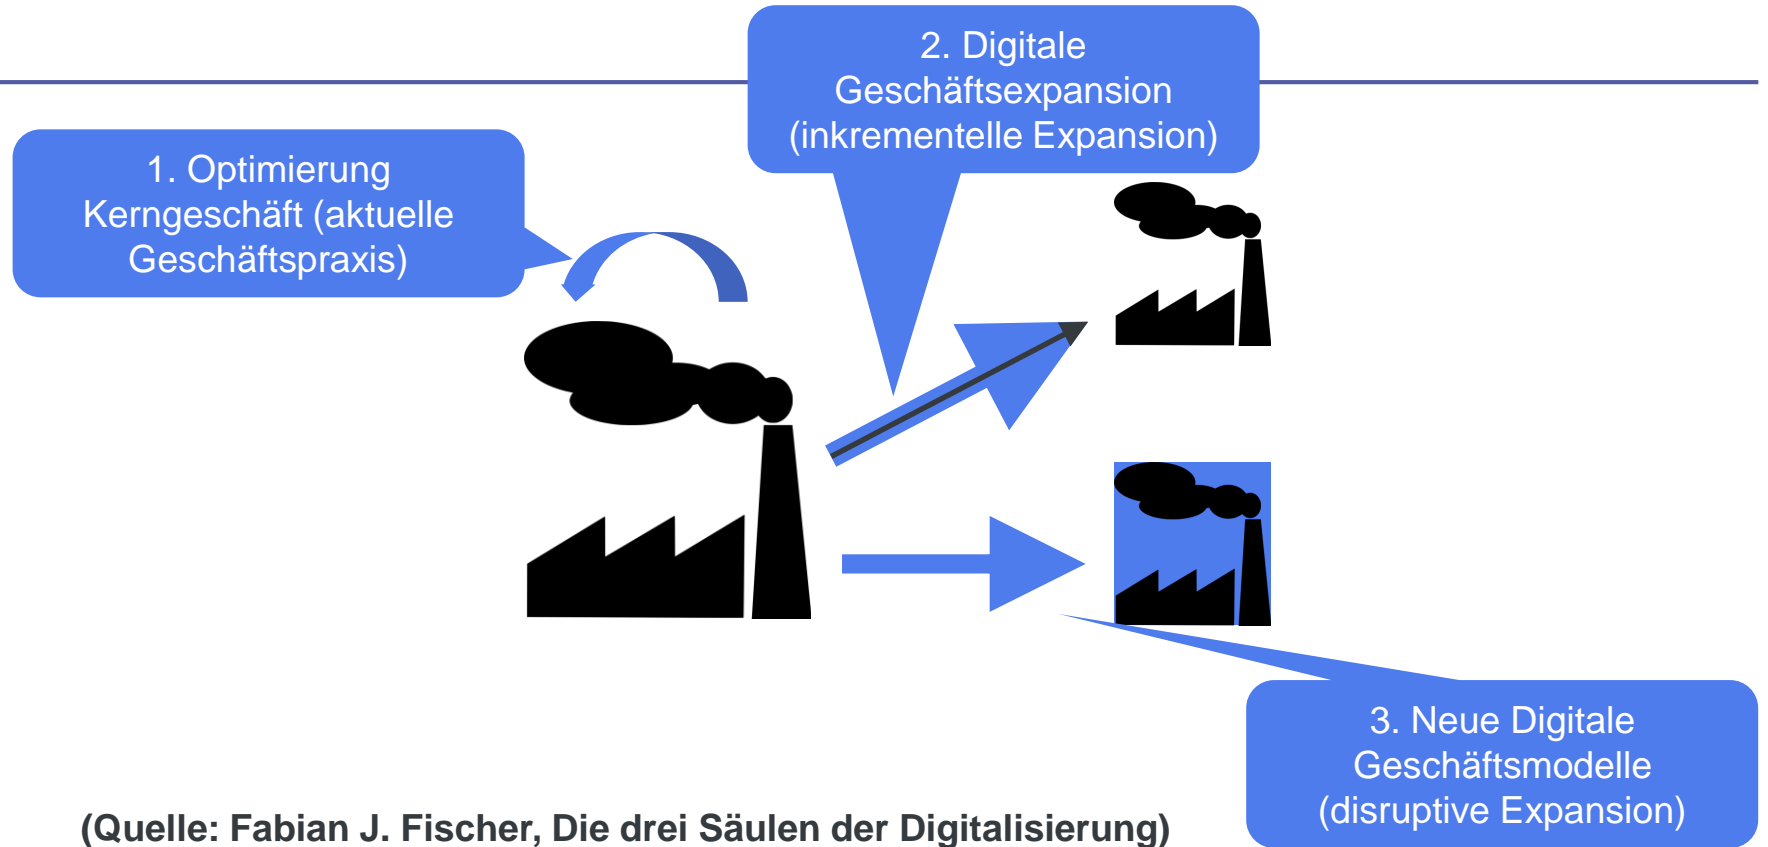 1. Optimierung
Kerngeschäft (aktuelle
Geschäftspraxis)
2. Digitale
Geschäftsexpansion
(inkrementelle Expansion)
3. Neue Digitale
Geschäftsmodelle
(disruptive Expansion)
(Quelle: Fabian J. Fischer, Die drei Säulen der Digitalisierung)